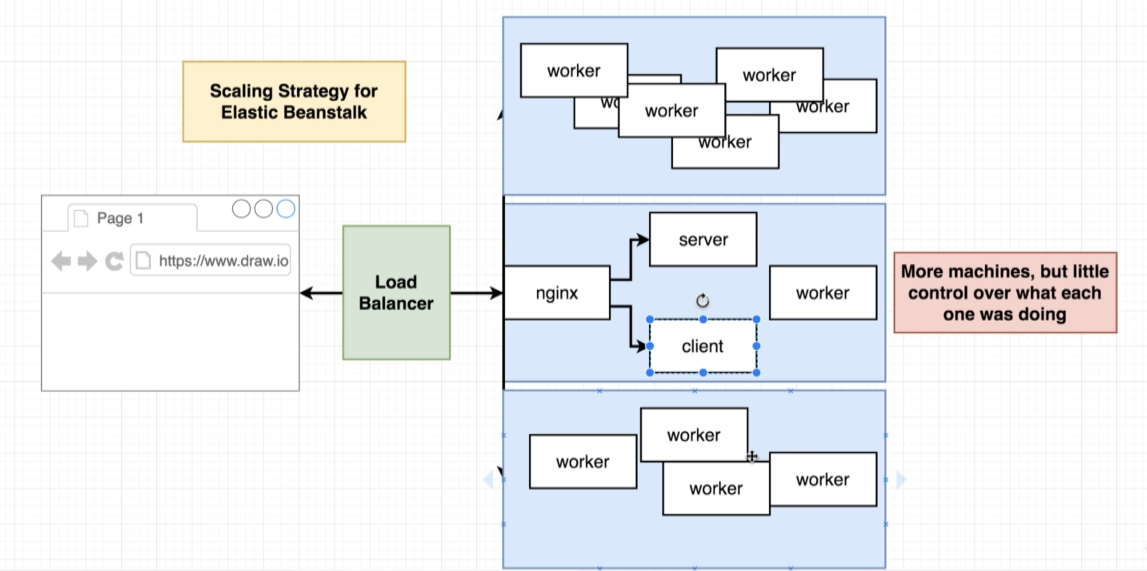 Scaling Strategy for
Elastic Beanstalk
worker
worker
worker
worker
worker
Page 1
https://www.draw.io
Load
Balancer
nginx
server
worker
client
More machines, but little
control over what each
one was doing
worker
worker
worker
worker